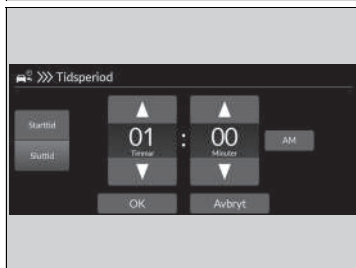 >>> Tidsperiod
Starttid
Sluttid
01
Timmar
:
00
Minuter
AM
OK
Avbryt